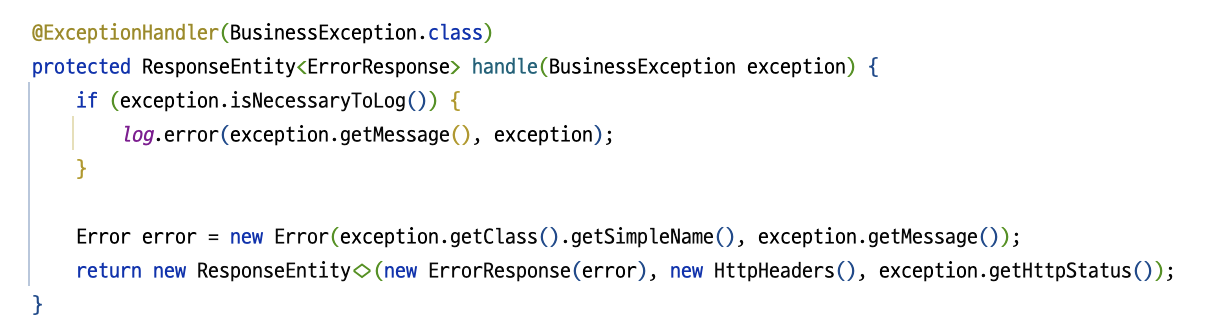 @ExceptionHandler(BusinessException.class)
protected ResponseEntity<ErrorResponse> handle(BusinessException exception) {
    if (exception.isNecessaryToLog()) {
        log.error(exception.getMessage(), exception);
    }

    Error error = new Error(exception.getClass().getSimpleName(), exception.getMessage());
    return new ResponseEntity<>(new ErrorResponse(error), new HttpHeaders(), exception.getHttpStatus());
}